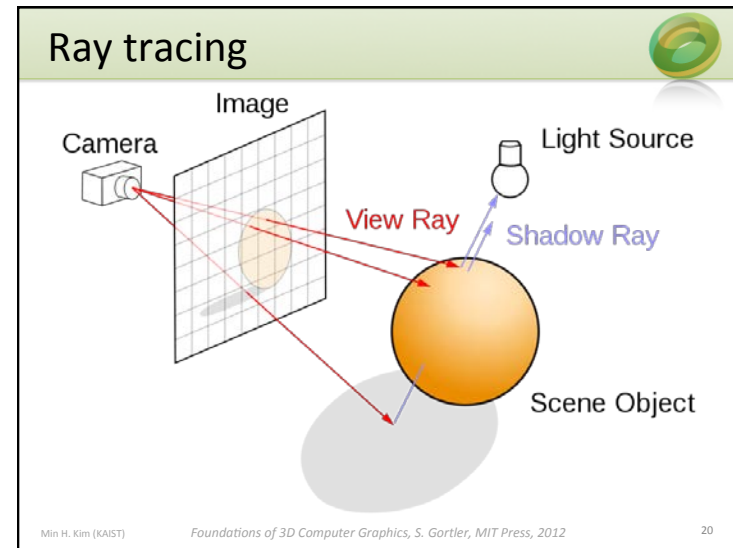 Ray tracing
Image
Camera
Light Source
View Ray
Shadow Ray
Scene Object
Min H. Kim (KAIST)
Foundations of 3D Computer Graphics, S. Gortler, MIT Press, 2012
20